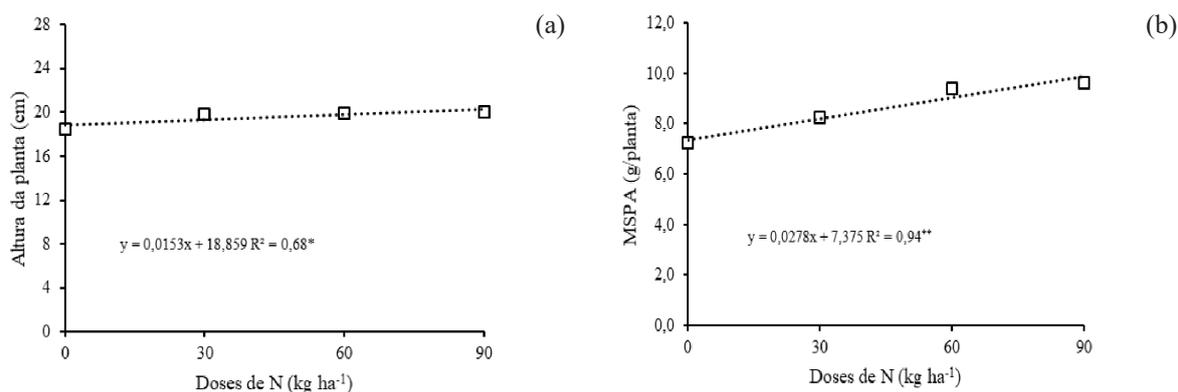 (a)
Altura da planta (cm)
28
24
20
16
12
8
4
0
y = 0,0153x + 18,859 R² = 0,68*
0 30 60 90
Doses de N (kg ha⁻¹)
(b)
MSPA (g/planta)
12,0
10,0
8,0
6,0
4,0
2,0
0,0
y = 0,0278x + 7,375 R² = 0,94**
0 30 60 90
Doses de N (kg ha⁻¹)